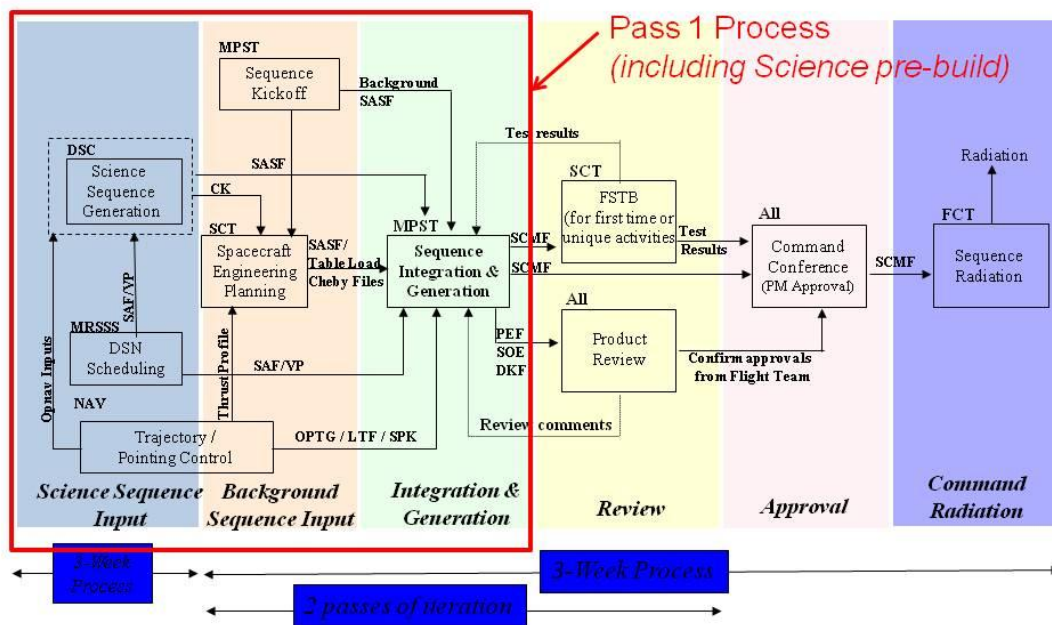 Pass 1 Process
(including Science pre-build)
MPST
Sequence
Kickoff
Background
SASF
DSC
Science
Sequence
Generation
SASF
CK
SCT
Spacecraft
Engineering
Planning
SASF/
Table Load
Cheby Files
MPST
Sequence
Integration &
Generation
Test results
SCT
FSTB
(for first time or
unique activities
SCMF
SCMF
Test
Results
All
Command
Conference
(PM Approval)
SCMF
Radiation
FCT
Sequence
Radiation
SAF/VP
MRSSS
DSN
Scheduling
SAF/VP
Opnav Inputs
Thrust Profile
NAV
Trajectory /
Pointing Control
OPTG / LTF / SPK
PEF
SOE
DKF
All
Product
Review
Confirm approvals
from Flight Team
Review comments
Science Sequence
Input
Background
Sequence Input
Integration &
Generation
Review
Approval
Command
Radiation
3-Week
Process
3-Week Process
2 passes of iteration